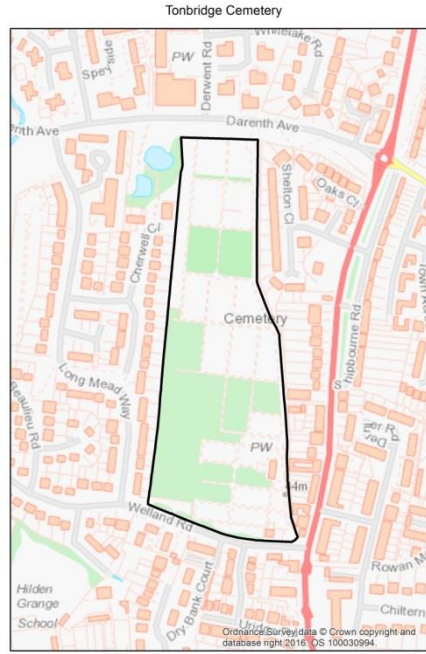 Tonbridge Cemetery
Whitelake Rd
Spey side
PW
Derwent Rd
enth Ave
Darenth Ave
Shelton Cl
Oaks Cl
Cherwell Cl
Cemetery
Shipbourne Rd
Long Mead Way
Beaulieu Rd
PW
44m
Welland Rd
Rowan
Hilden
Grange
School
Dry Bank Court
Chiltern
Ordnance Survey data © Crown copyright and
database right 2016. OS 100030994